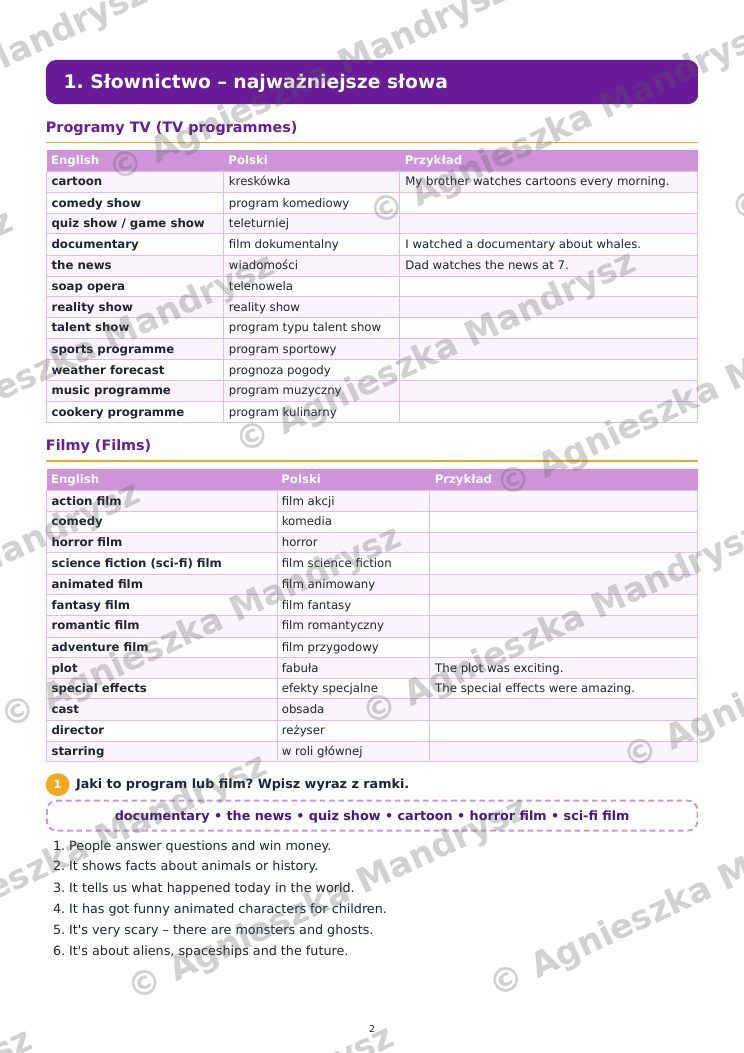 1. Słownictwo – najważniejsze słowa
Programy TV (TV programmes)
English Polski Przykład
cartoon kreskówka My brother watches cartoons every morning.
comedy show program komediowy
quiz show / game show teleturniej
documentary film dokumentalny I watched a documentary about whales.
the news wiadomości Dad watches the news at 7.
soap opera telenowela
reality show reality show
talent show program typu talent show
sports programme program sportowy
weather forecast prognoza pogody
music programme program muzyczny
cookery programme program kulinarny
Filmy (Films)
English Polski Przykład
action film film akcji
comedy komedia
horror film horror
science fiction (sci-fi) film film science fiction
animated film film animowany
fantasy film film fantasy
romantic film film romantyczny
adventure film film przygodowy
plot fabuła The plot was exciting.
special effects efekty specjalne The special effects were amazing.
cast obsada
director reżyser
starring w roli głównej
1 Jaki to program lub film? Wpisz wyraz z ramki.
documentary • the news • quiz show • cartoon • horror film • sci-fi film
1. People answer questions and win money.
2. It shows facts about animals or history.
3. It tells us what happened today in the world.
4. It has got funny animated characters for children.
5. It's very scary – there are monsters and ghosts.
6. It's about aliens, spaceships and the future.
2
© Agnieszka Mandrysz